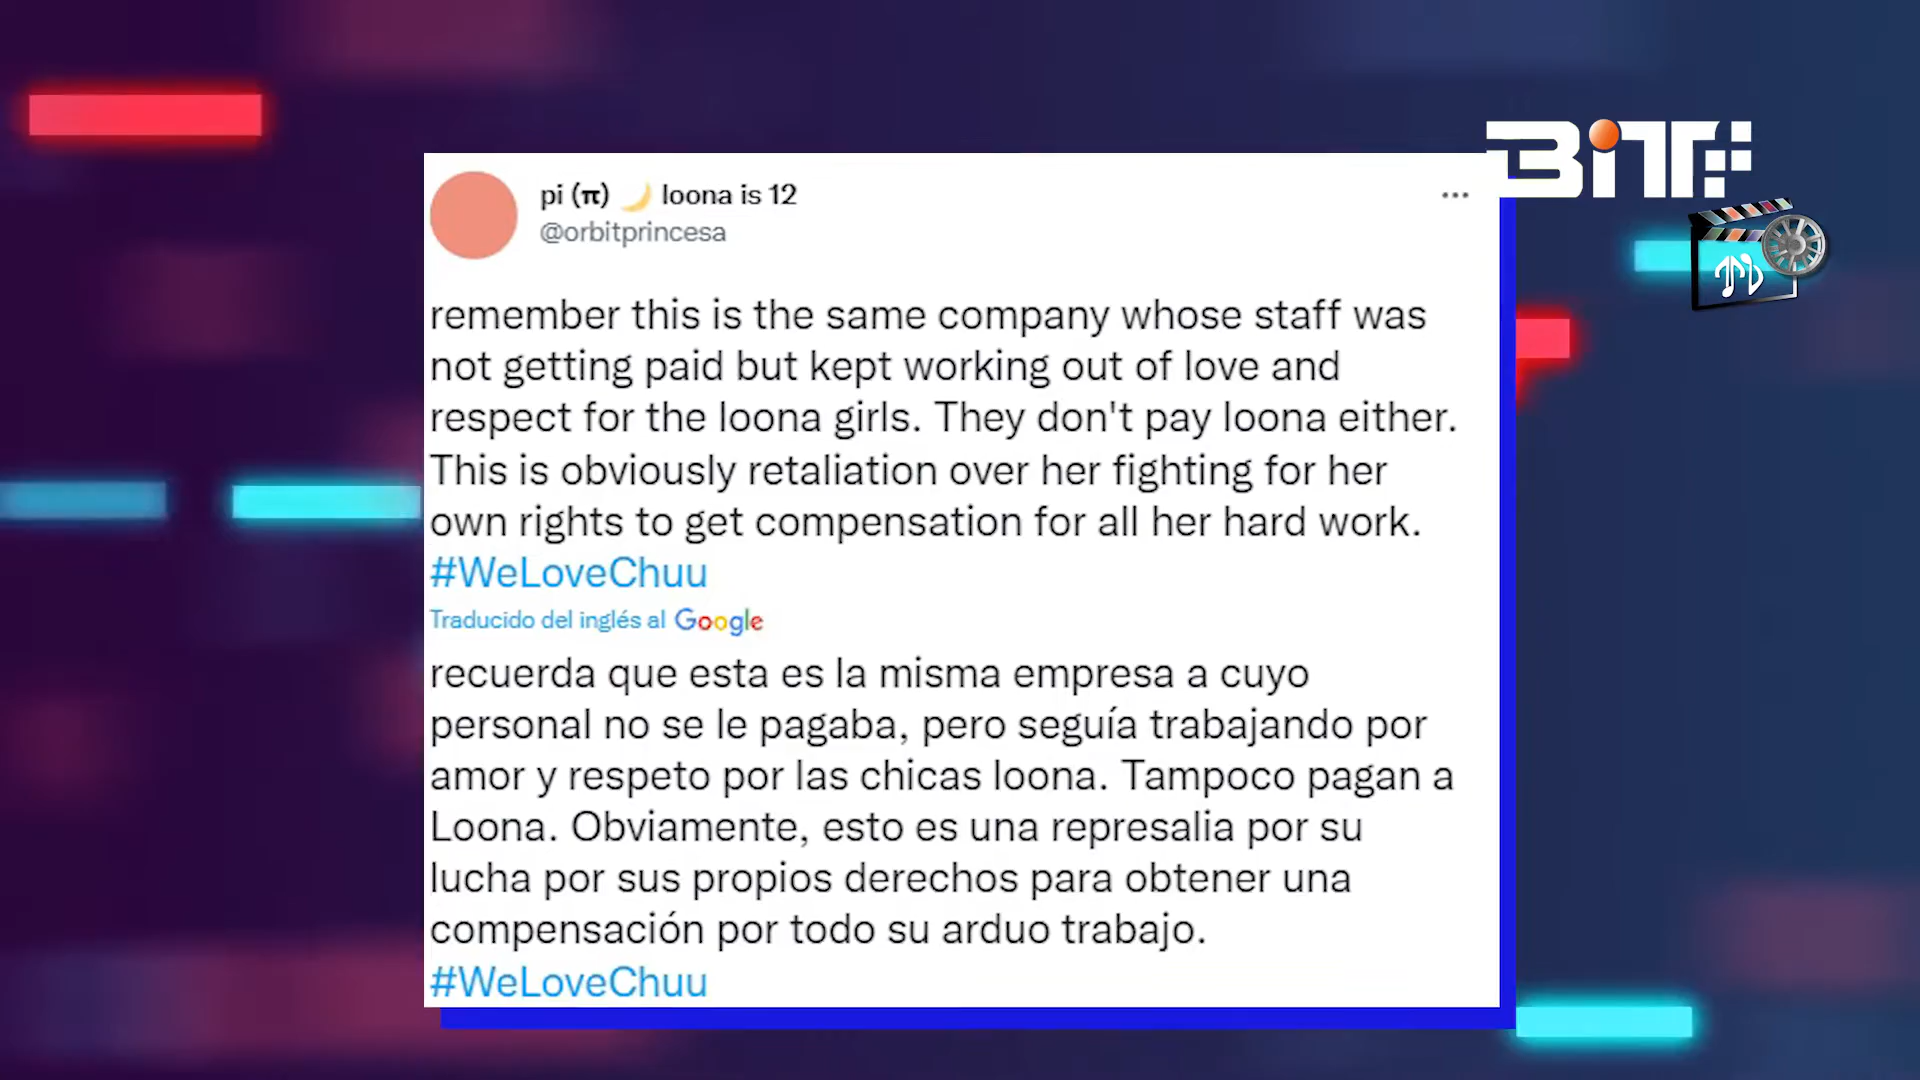 BIT
pi (π) 🌙 loona is 12
@orbitprincesa
remember this is the same company whose staff was
not getting paid but kept working out of love and
respect for the loona girls. They don't pay loona either.
This is obviously retaliation over her fighting for her
own rights to get compensation for all her hard work.
#WeLoveChuu
Traducido del inglés al Google
recuerda que esta es la misma empresa a cuyo
personal no se le pagaba, pero seguía trabajando por
amor y respeto por las chicas loona. Tampoco pagan a
Loona. Obviamente, esto es una represalia por su
lucha por sus propios derechos para obtener una
compensación por todo su arduo trabajo.
#WeLoveChuu